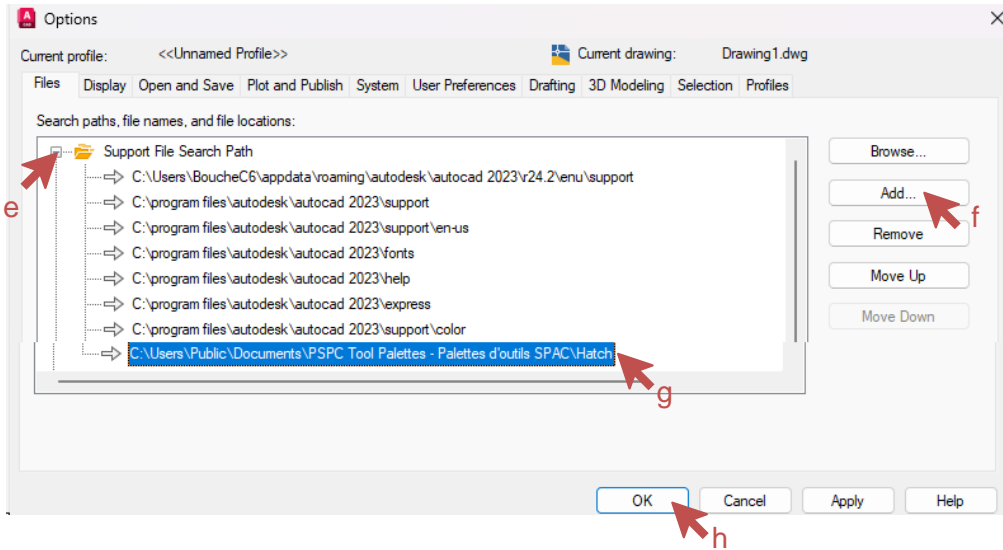 Options
Current profile: <<Unnamed Profile>> Current drawing: Drawing1.dwg
Files Display Open and Save Plot and Publish System User Preferences Drafting 3D Modeling Selection Profiles
Search paths, file names, and file locations:
Support File Search Path
C:\Users\BoucheC6\appdata\roaming\autodesk\autocad 2023\r24.2\enu\support
C:\program files\autodesk\autocad 2023\support
C:\program files\autodesk\autocad 2023\support\en-us
C:\program files\autodesk\autocad 2023\fonts
C:\program files\autodesk\autocad 2023\help
C:\program files\autodesk\autocad 2023\express
C:\program files\autodesk\autocad 2023\support\color
C:\Users\Public\Documents\PSPC Tool Palettes - Palettes d'outils SPAC\Hatch
Browse...
Add...
Remove
Move Up
Move Down
e
f
g
OK Cancel Apply Help
h